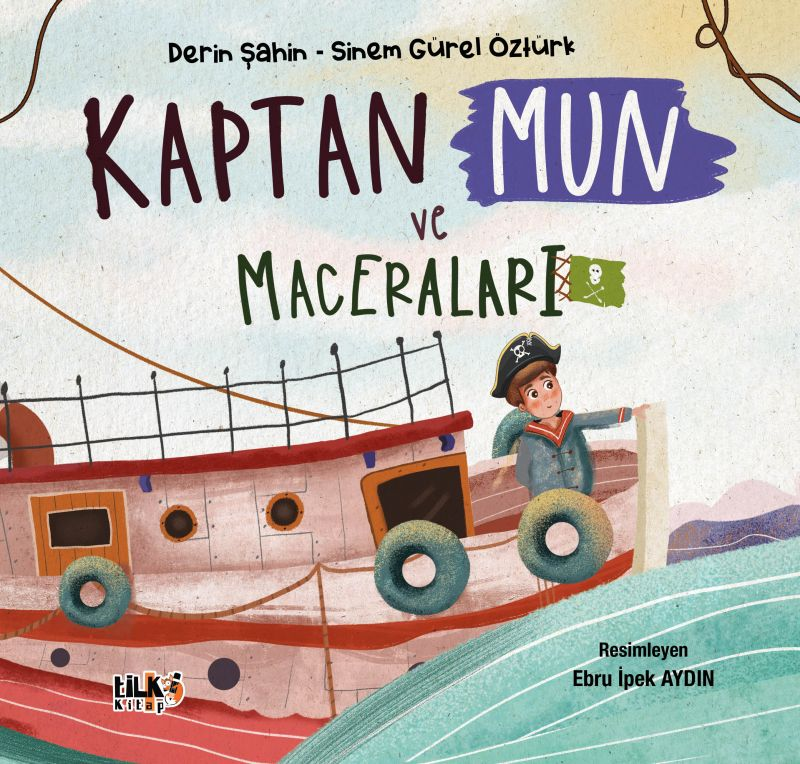 Derin Şahin - Sinem Gürel Öztürk
KAPTAN MUN
ve
MACERALARI
Resimleyen
Ebru İpek AYDIN
tiLKi
Kitap